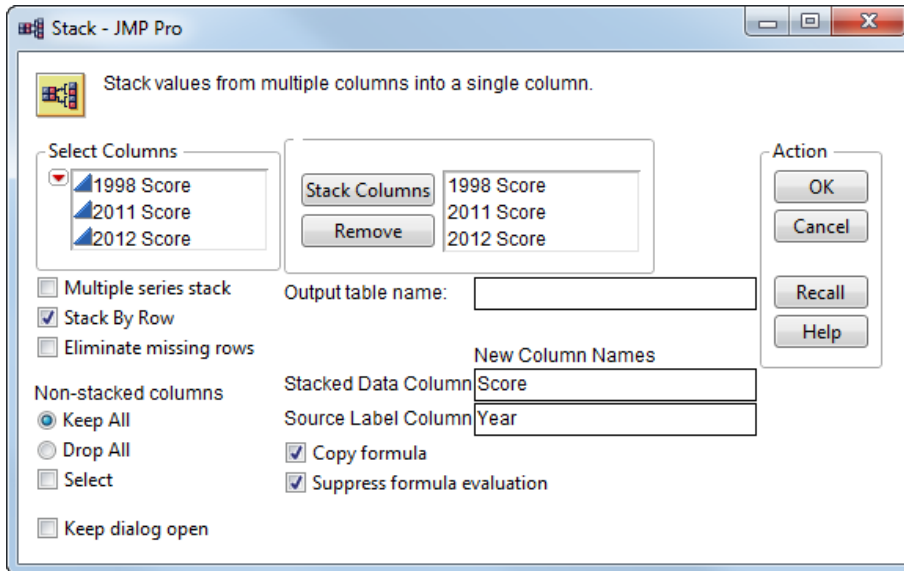 Stack - JMP Pro
Stack values from multiple columns into a single column.
Select Columns
1998 Score
2011 Score
2012 Score
Stack Columns
Remove
1998 Score
2011 Score
2012 Score
Action
OK
Cancel
Recall
Help
Multiple series stack
Stack By Row
Eliminate missing rows
Non-stacked columns
Keep All
Drop All
Select
Keep dialog open
Output table name:
New Column Names
Stacked Data Column Score
Source Label Column Year
Copy formula
Suppress formula evaluation